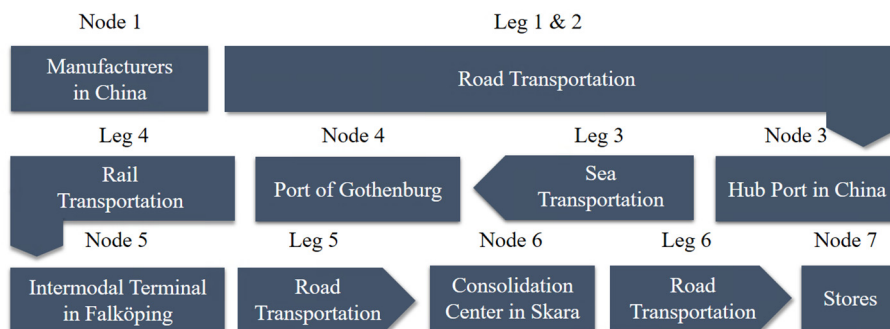 Node 1
Leg 1 & 2
Manufacturers
in China
Road Transportation
Leg 4
Node 4
Leg 3
Node 3
Rail
Transportation
Port of Gothenburg
Sea
Transportation
Hub Port in China
Node 5
Leg 5
Node 6
Leg 6
Node 7
Intermodal Terminal
in Falköping
Road
Transportation
Consolidation
Center in Skara
Road
Transportation
Stores